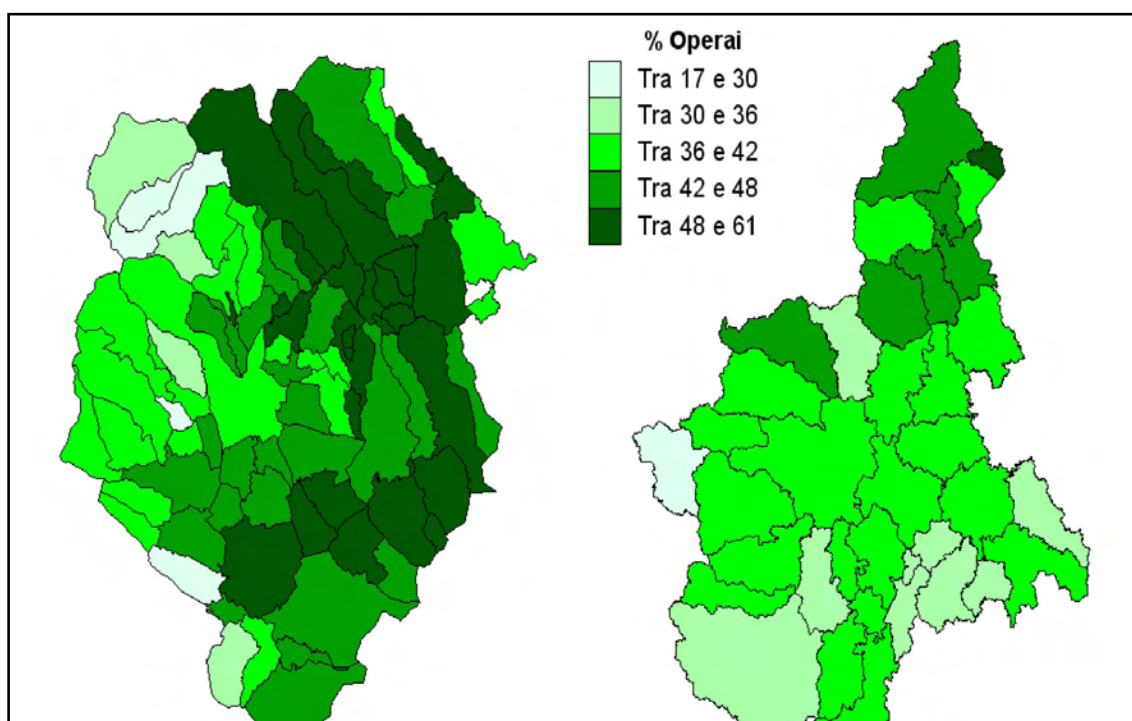 % Operai
Tra 17 e 30
Tra 30 e 36
Tra 36 e 42
Tra 42 e 48
Tra 48 e 61